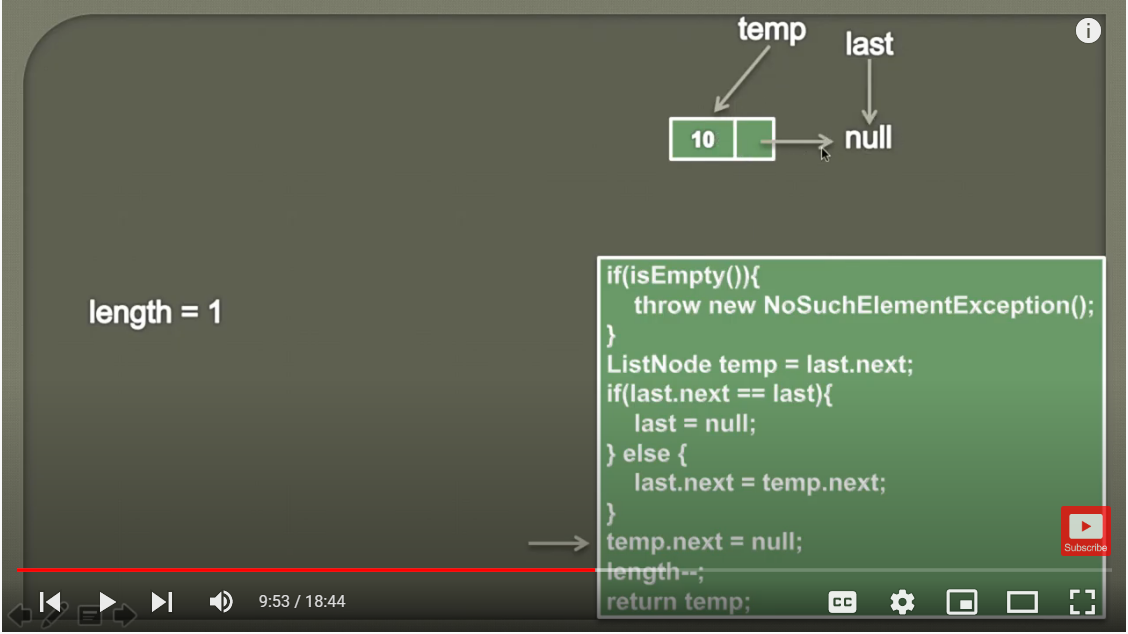 temp
last
10
null
length = 1
if(isEmpty()){
throw new NoSuchElementException();
}
ListNode temp = last.next;
if(last.next == last){
last = null;
} else {
last.next = temp.next;
}
temp.next = null;
length--;
return temp;
Subscribe
9:53 / 18:44
CC
i